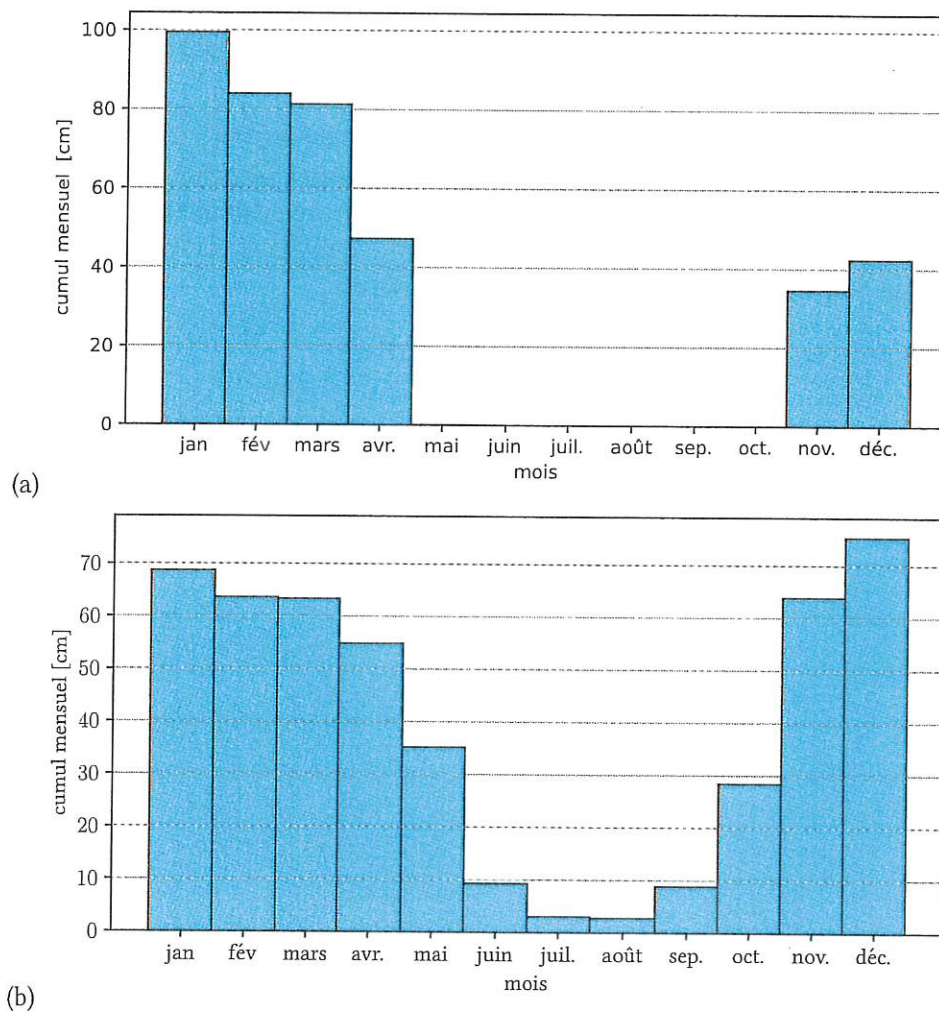 100
80
60
40
20
0
cumul mensuel [cm]
jan fév mars avr. mai juin juil. août sep. oct. nov. déc.
mois
(a)
70
60
50
40
30
20
10
0
cumul mensuel [cm]
jan fév mars avr. mai juin juil. août sep. oct. nov. déc.
mois
(b)